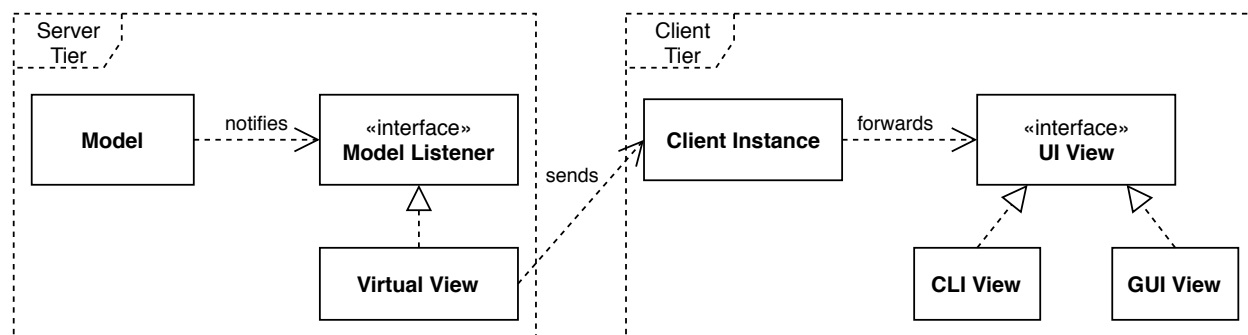 Server
Tier
Model
notifies
«interface»
Model Listener
Virtual View
sends
Client
Tier
Client Instance
forwards
«interface»
UI View
CLI View
GUI View